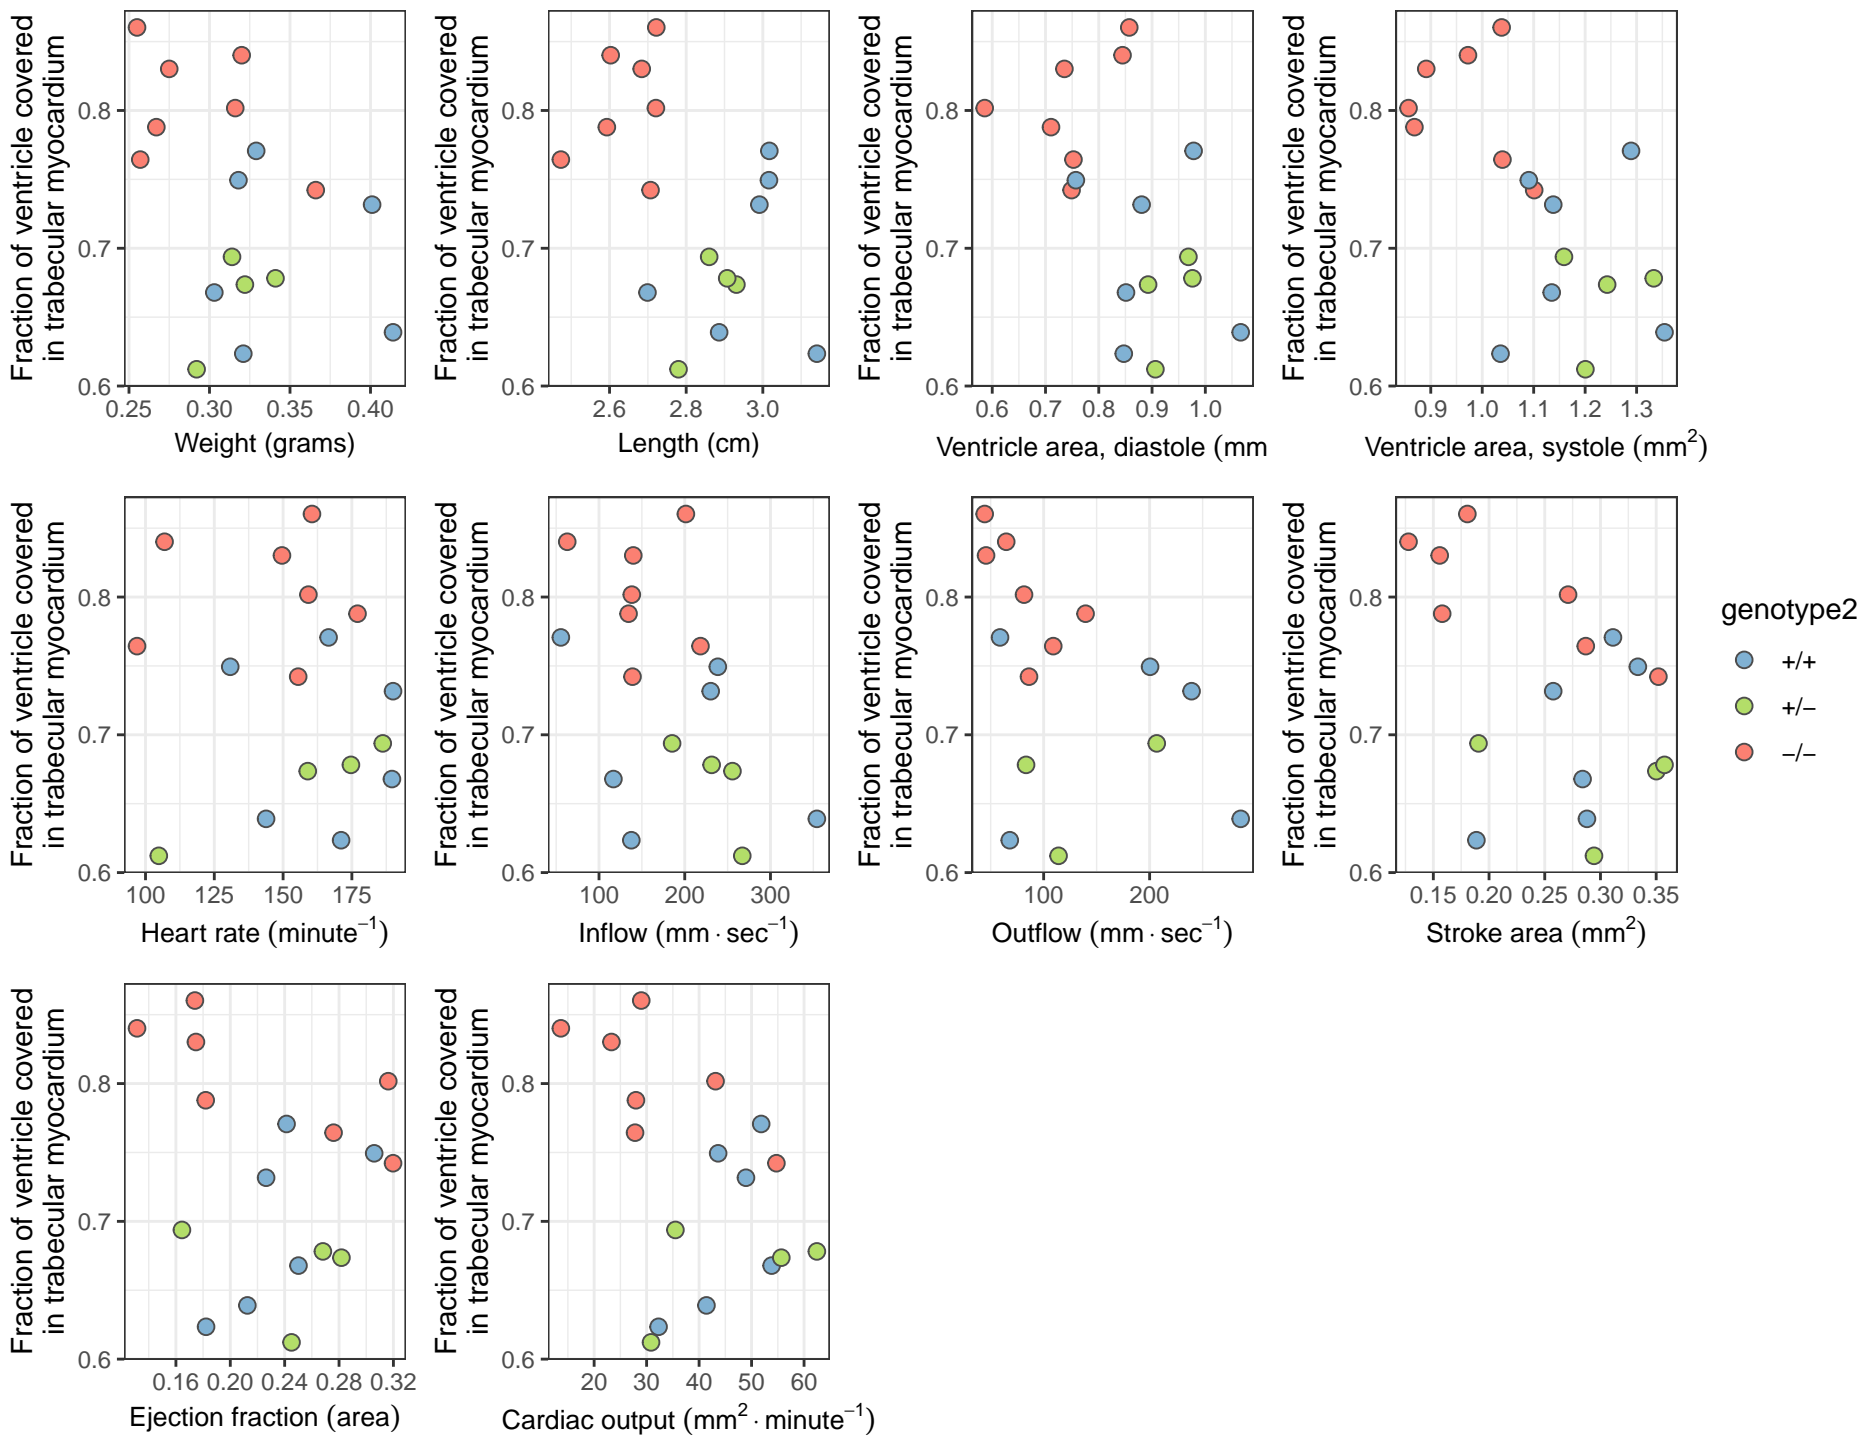 Fraction of ventricle covered
in trabecular myocardium
0.8
0.7
0.6
0.25 0.30 0.35 0.40
Weight (grams)
Fraction of ventricle covered
in trabecular myocardium
0.8
0.7
0.6
2.6 2.8 3.0
Length (cm)
Fraction of ventricle covered
in trabecular myocardium
0.8
0.7
0.6
0.6 0.7 0.8 0.9 1.0
Ventricle area, diastole (mm
Fraction of ventricle covered
in trabecular myocardium
0.8
0.7
0.6
0.9 1.0 1.1 1.2 1.3
Ventricle area, systole (mm²)
Fraction of ventricle covered
in trabecular myocardium
0.8
0.7
0.6
100 125 150 175
Heart rate (minute⁻¹)
Fraction of ventricle covered
in trabecular myocardium
0.8
0.7
0.6
100 200 300
Inflow (mm · sec⁻¹)
Fraction of ventricle covered
in trabecular myocardium
0.8
0.7
0.6
100 200
Outflow (mm · sec⁻¹)
Fraction of ventricle covered
in trabecular myocardium
0.8
0.7
0.6
0.15 0.20 0.25 0.30 0.35
Stroke area (mm²)
genotype2
+/+
+/−
−/−
Fraction of ventricle covered
in trabecular myocardium
0.8
0.7
0.6
0.16 0.20 0.24 0.28 0.32
Ejection fraction (area)
Fraction of ventricle covered
in trabecular myocardium
0.8
0.7
0.6
20 30 40 50 60
Cardiac output (mm² · minute⁻¹)